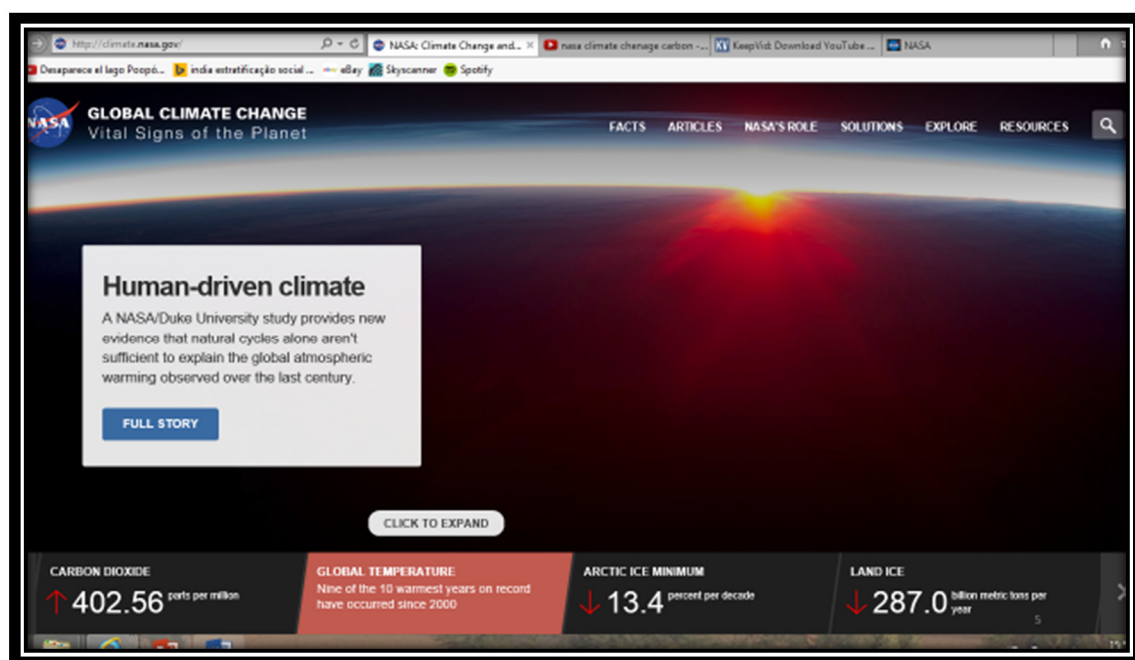 http://climate.nasa.gov/
NASA: Climate Change and...
nasa climate chanage carbon -...
KeepVid: Download YouTube ...
NASA
Desaparece el lago Poopó...
india estratificação social ...
eBay
Skyscanner
Spotify
NASA
GLOBAL CLIMATE CHANGE
Vital Signs of the Planet
FACTS ARTICLES NASA'S ROLE SOLUTIONS EXPLORE RESOURCES
Human-driven climate
A NASA/Duke University study provides new
evidence that natural cycles alone aren't
sufficient to explain the global atmospheric
warming observed over the last century.
FULL STORY
CLICK TO EXPAND
CARBON DIOXIDE
402.56 parts per million
GLOBAL TEMPERATURE
Nine of the 10 warmest years on record
have occurred since 2000
ARCTIC ICE MINIMUM
13.4 percent per decade
LAND ICE
287.0 billion metric tons per
year
5